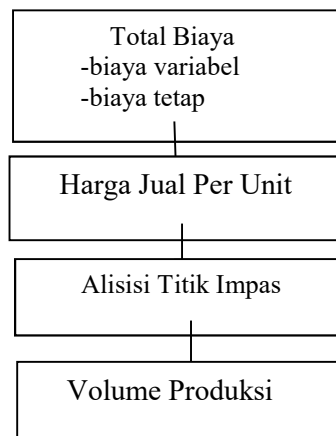 Total Biaya
-biaya variabel
-biaya tetap
Harga Jual Per Unit
Alisisi Titik Impas
Volume Produksi